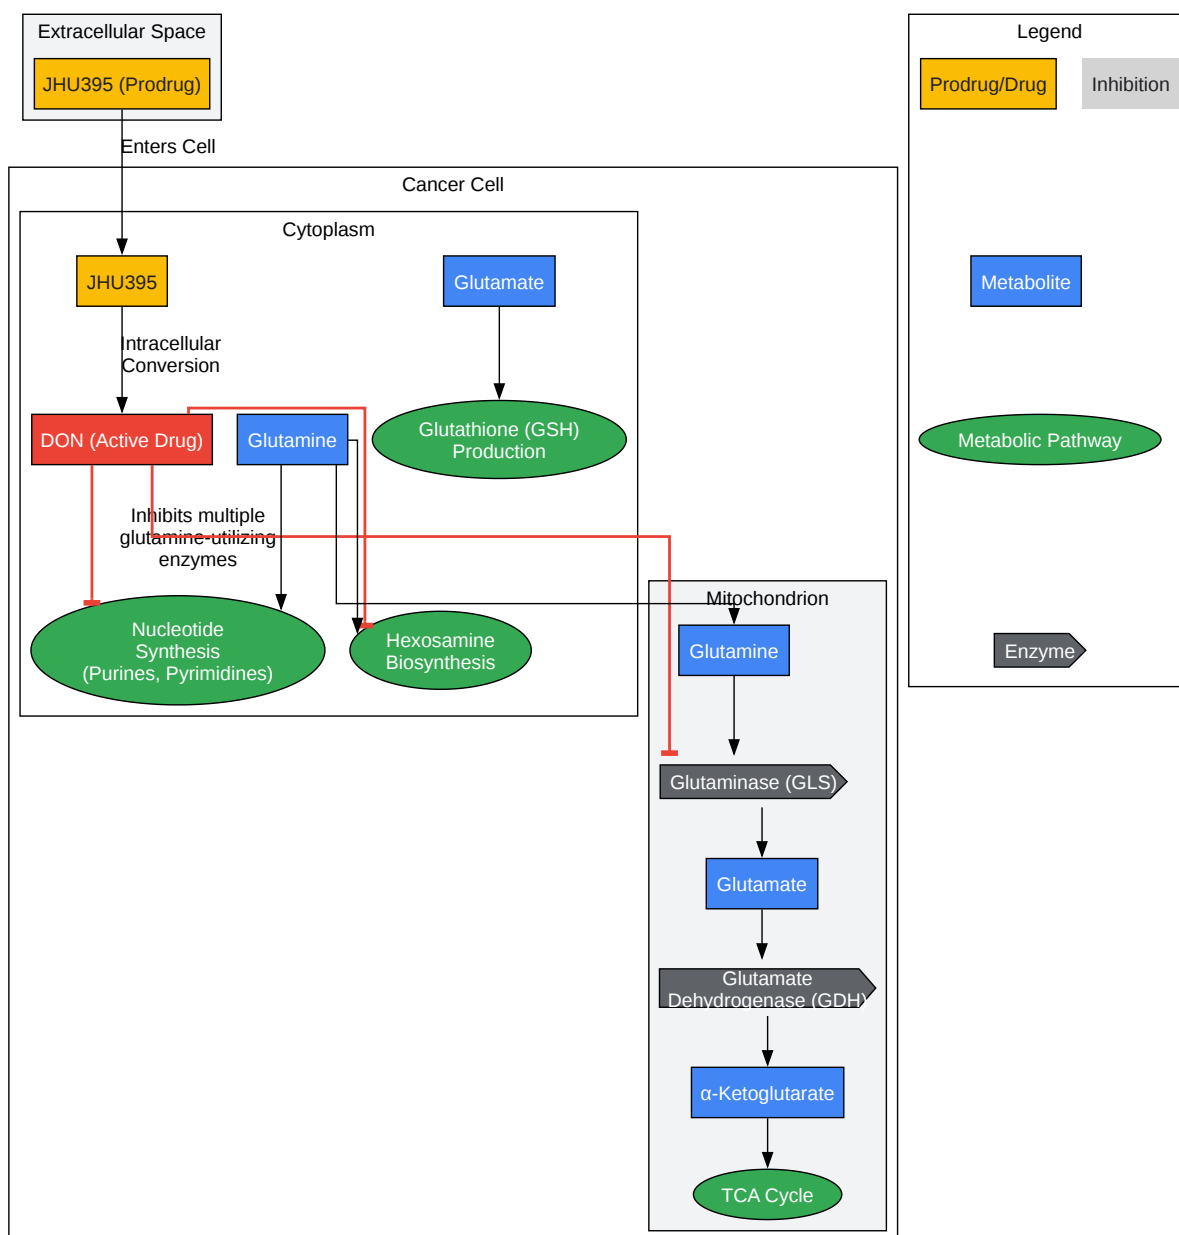 Extracellular Space
JHU395 (Prodrug)
Enters Cell
Cancer Cell
Cytoplasm
JHU395
Glutamate
Intracellular
Conversion
DON (Active Drug)
Glutamine
Glutathione (GSH)
Production
Inhibits multiple
glutamine-utilizing
enzymes
Nucleotide
Synthesis
(Purines, Pyrimidines)
Hexosamine
Biosynthesis
Mitochondrion
Glutamine
Glutaminase (GLS)
Glutamate
Glutamate
Dehydrogenase (GDH)
α-Ketoglutarate
TCA Cycle
Legend
Prodrug/Drug
Inhibition
Metabolite
Metabolic Pathway
Enzyme